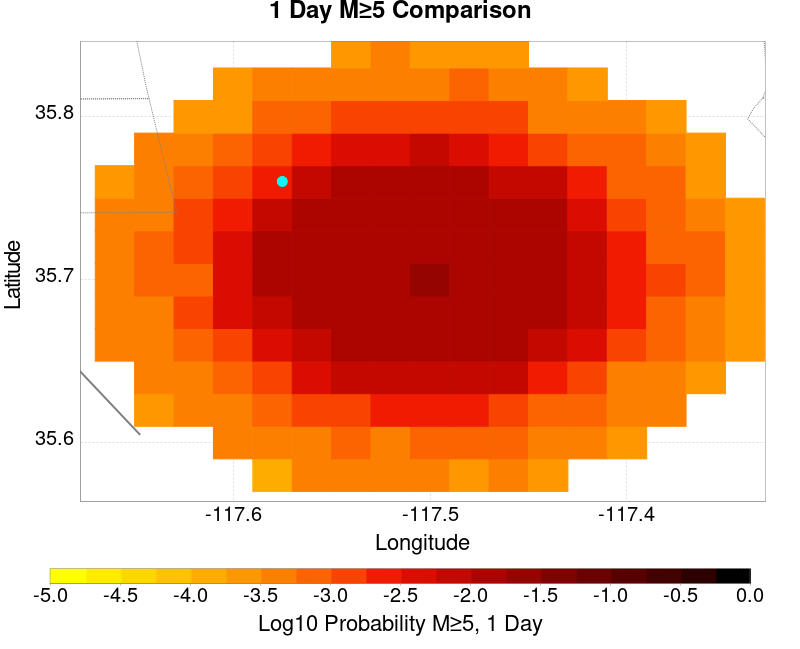 1 Day M≥5 Comparison
35.8
35.7
35.6
Latitude
-117.6 -117.5 -117.4
Longitude
-5.0 -4.5 -4.0 -3.5 -3.0 -2.5 -2.0 -1.5 -1.0 -0.5 0.0
Log10 Probability M≥5, 1 Day